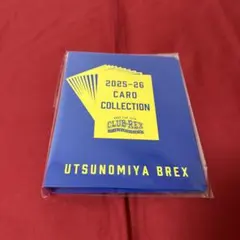 2025-26
CARD
COLLECTION
CLUB REX
UTSUNOMIYA BREX